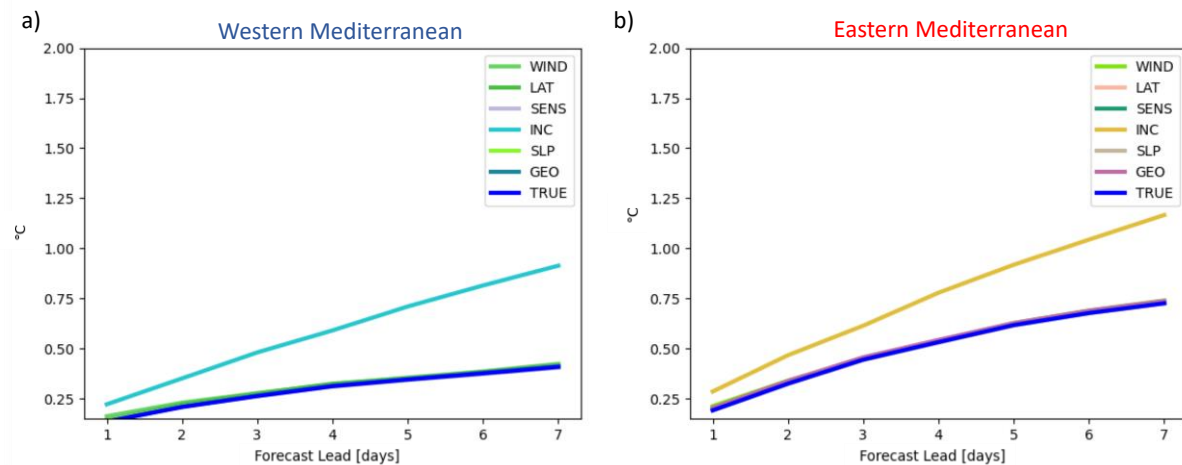 a)
Western Mediterranean
°C
2.00
1.75
1.50
1.25
1.00
0.75
0.50
0.25
WIND
LAT
SENS
INC
SLP
GEO
TRUE
1 2 3 4 5 6 7
Forecast Lead [days]
b)
Eastern Mediterranean
°C
2.00
1.75
1.50
1.25
1.00
0.75
0.50
0.25
WIND
LAT
SENS
INC
SLP
GEO
TRUE
1 2 3 4 5 6 7
Forecast Lead [days]